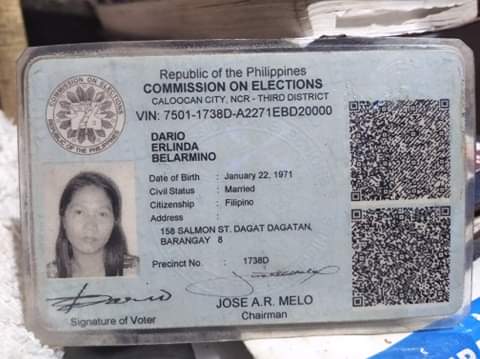 Republic of the Philippines
COMMISSION ON ELECTIONS
CALOOCAN CITY, NCR - THIRD DISTRICT
VIN: 7501-1738D-A2271EBD20000
COMMISSION ON ELECTIONS
REPUBLIC OF THE PHILIPPINES
DARIO
ERLINDA
BELARMINO
Date of Birth : January 22, 1971
Civil Status : Married
Citizenship : Filipino
Address :
158 SALMON ST. DAGAT DAGATAN,
BARANGAY 8
Precinct No. : 1738D
Signature of Voter
JOSE A.R. MELO
Chairman